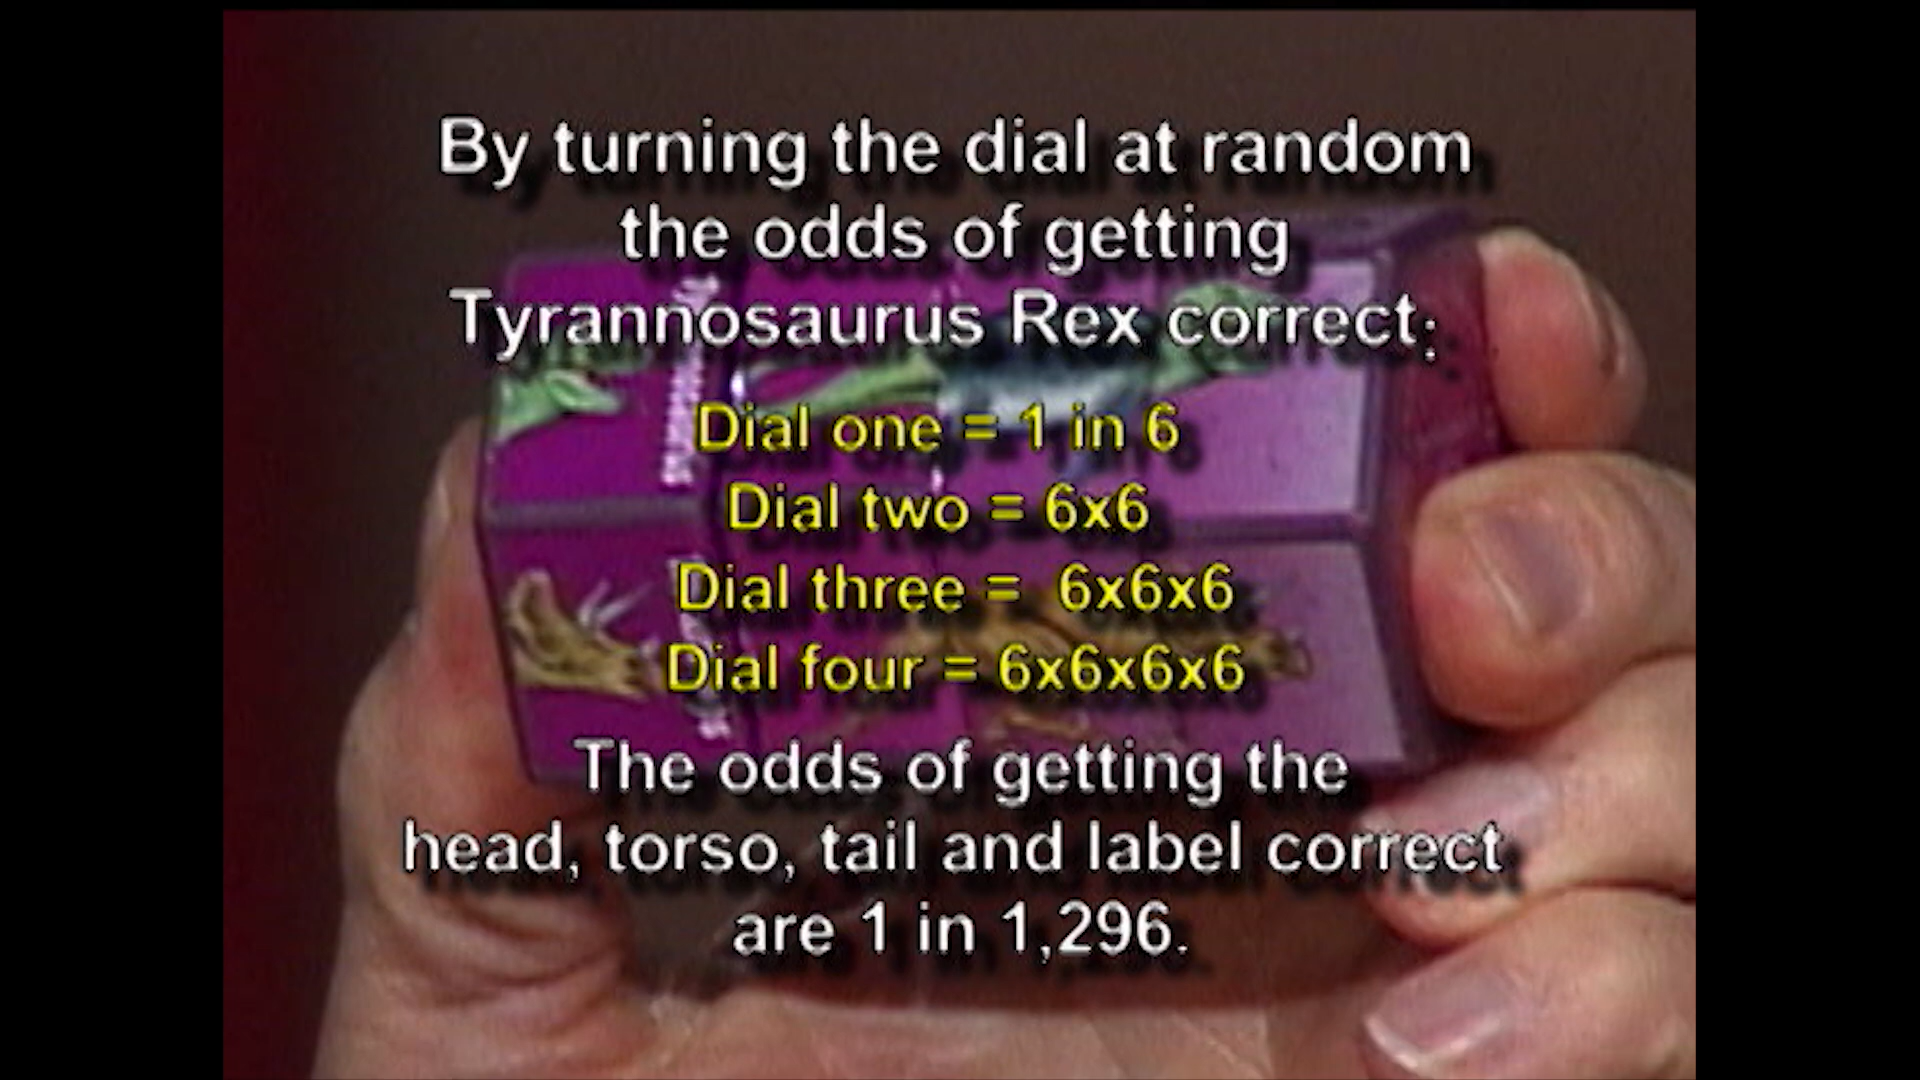 By turning the dial at random
the odds of getting
Tyrannosaurus Rex correct:
Dial one = 1 in 6
Dial two = 6x6
Dial three = 6x6x6
Dial four = 6x6x6x6
The odds of getting the
head, torso, tail and label correct
are 1 in 1,296.